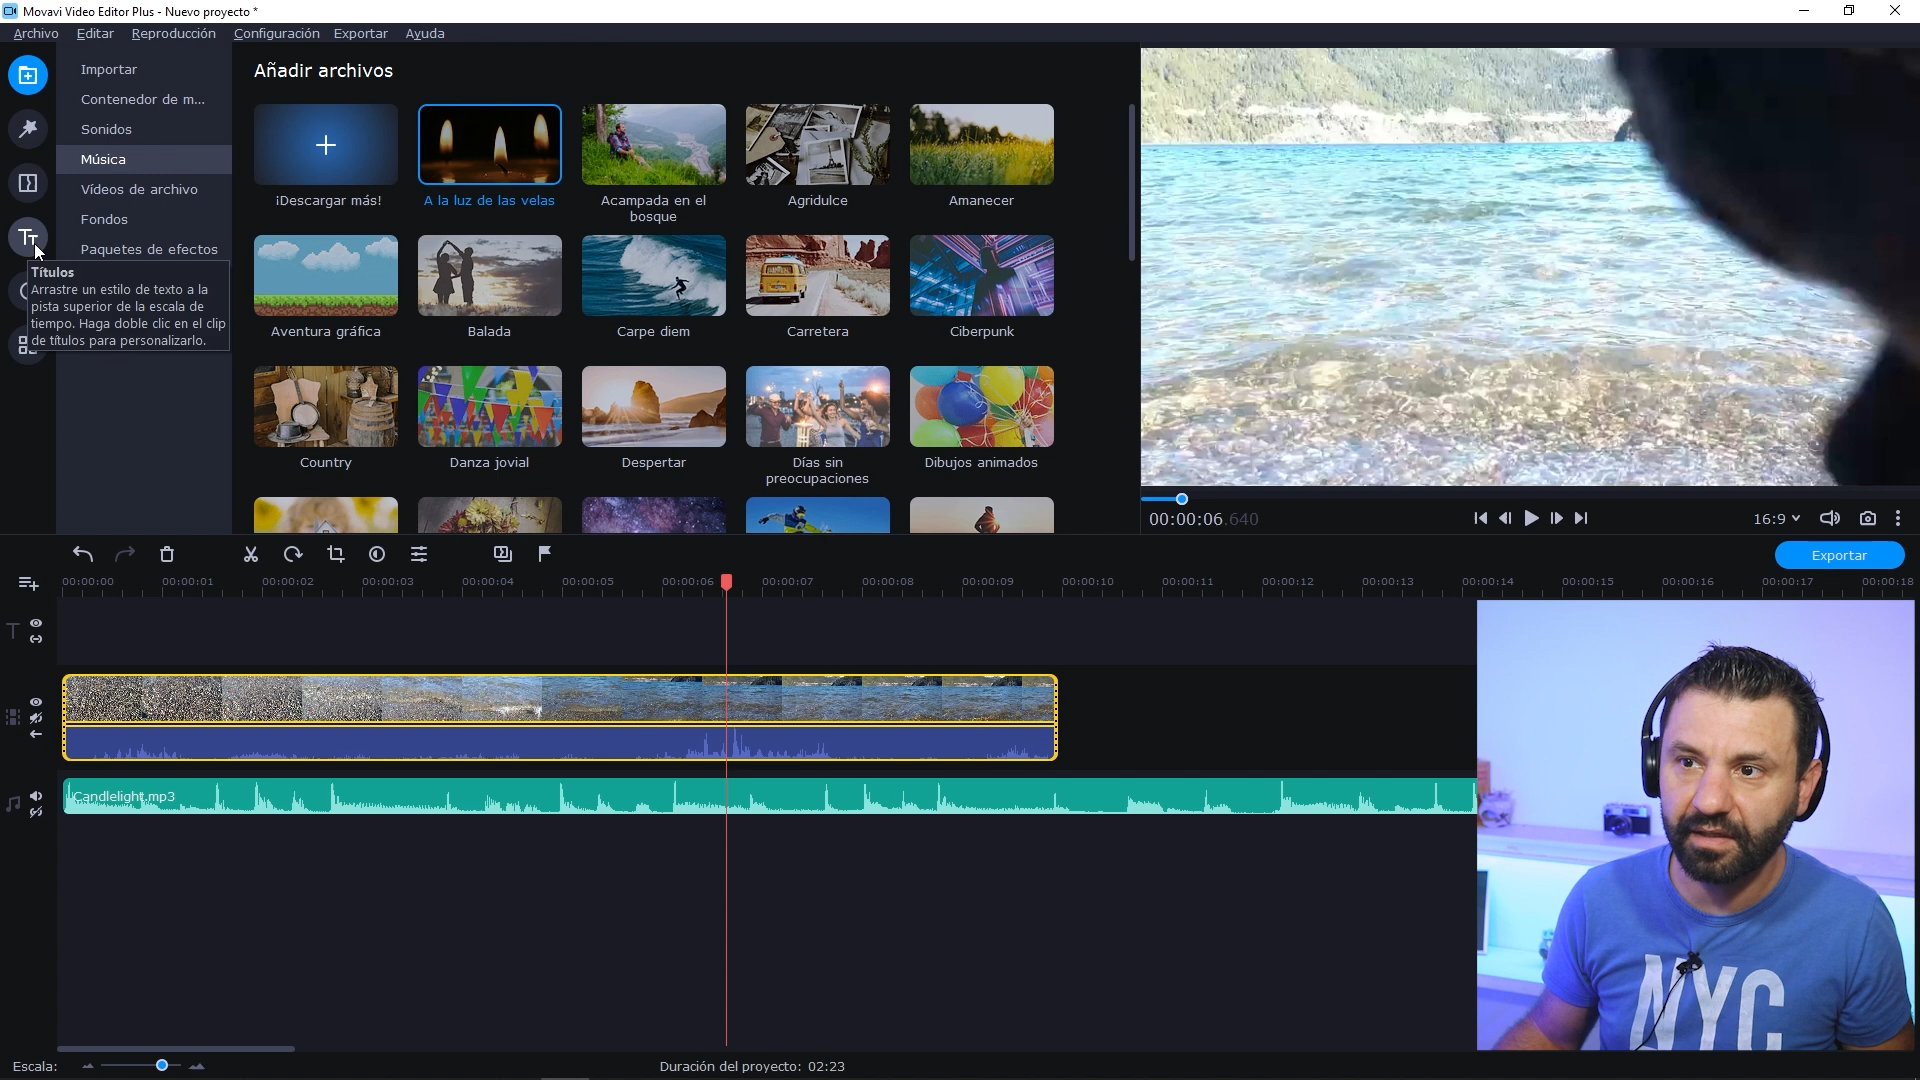 Movavi Video Editor Plus - Nuevo proyecto *
Archivo Editar Reproducción Configuración Exportar Ayuda
Importar
Contenedor de m...
Sonidos
Música
Vídeos de archivo
Fondos
Paquetes de efectos
Títulos
Arrastre un estilo de texto a la
pista superior de la escala de
tiempo. Haga doble clic en el clip
de títulos para personalizarlo.
Añadir archivos
¡Descargar más!
A la luz de las velas
Acampada en el
bosque
Agridulce
Amanecer
Aventura gráfica
Balada
Carpe diem
Carretera
Ciberpunk
Country
Danza jovial
Despertar
Días sin
preocupaciones
Dibujos animados
00:00:06.640
16:9
Exportar
00:00:00 00:00:01 00:00:02 00:00:03 00:00:04 00:00:05 00:00:06 00:00:07 00:00:08 00:00:09 00:00:10 00:00:11 00:00:12 00:00:13 00:00:14 00:00:15 00:00:16 00:00:17 00:00:18
Candlelight.mp3
NYC
Escala:
Duración del proyecto: 02:23